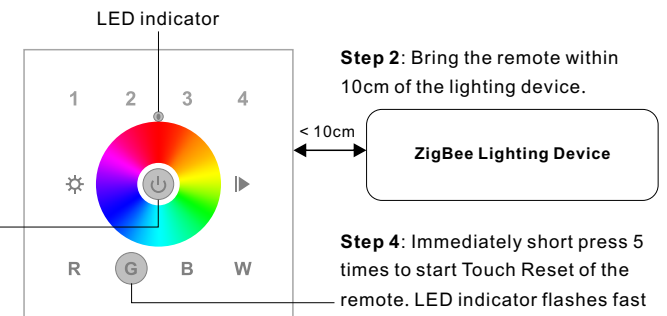 LED indicator
Step 2: Bring the remote within
10cm of the lighting device.
1 2 3 4
< 10cm
ZigBee Lighting Device
Step 4: Immediately short press 5
times to start Touch Reset of the
R G B W
remote. LED indicator flashes fast